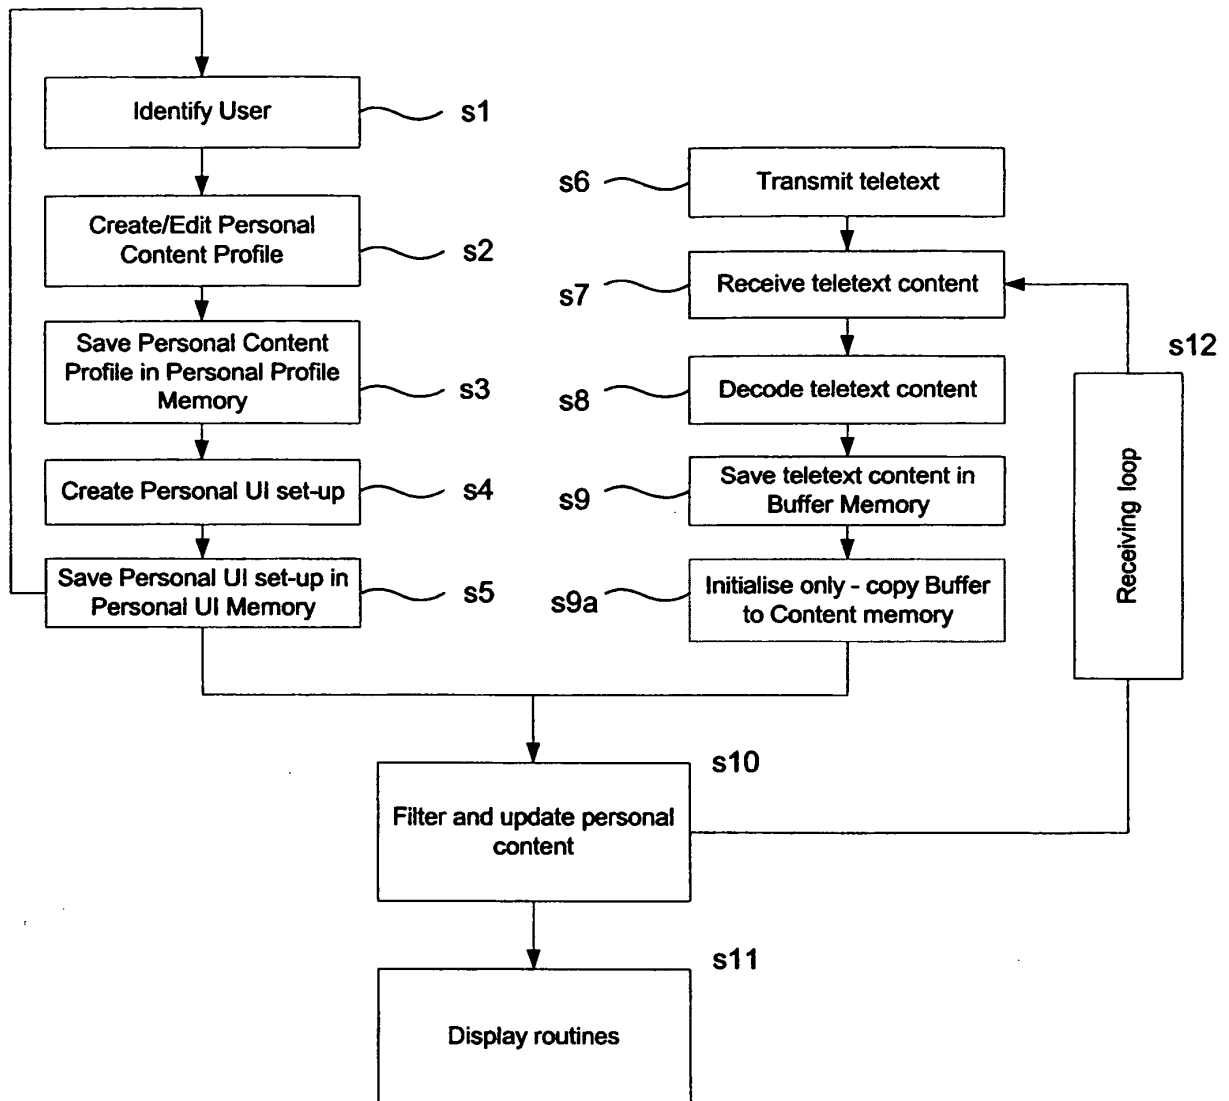 Identify User
s1
Create/Edit Personal
Content Profile
s2
Save Personal Content
Profile in Personal Profile
Memory
s3
Create Personal UI set-up
s4
Save Personal UI set-up in
Personal UI Memory
s5
s6
Transmit teletext
s7
Receive teletext content
s8
Decode teletext content
s9
Save teletext content in
Buffer Memory
s9a
Initialise only - copy Buffer
to Content memory
s12
Receiving loop
s10
Filter and update personal
content
s11
Display routines